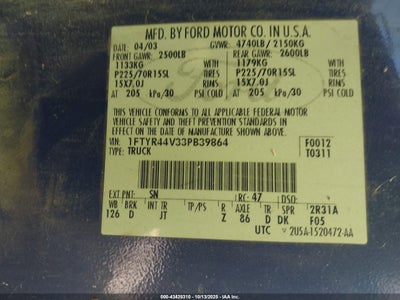 MFD. BY FORD MOTOR CO. IN U.S.A.
DATE: 04/03 GVWR: 4740LB/ 2150KG
FRONT GAWR: 2500LB REAR GAWR: 2600LB
1133KG 1179KG
P225/70R15SL TIRES P225/70R15SL TIRES
15X7.0J RIMS 15X7.0J RIMS
AT 205 kPa/30 PSI COLD AT 205 kPa/30 PSI COLD
THIS VEHICLE CONFORMS TO ALL APPLICABLE FEDERAL MOTOR
VEHICLE SAFETY AND THEFT PREVENTION STANDARDS IN EFFECT
ON THE DATE OF MANUFACTURE SHOWN ABOVE.
VIN: 1FTYR44V33PB39864 F0012
TYPE: TRUCK T0311
EXT PNT: SN RC: 47 DSO:
WB BRK INT TR TP/PS R AXLE TR SPR 2R31A
126 D JT Z 86 D DK F05
UTC 2U5A-1520472-AA
000-43426310 - 10/13/2025 - IAA Inc.